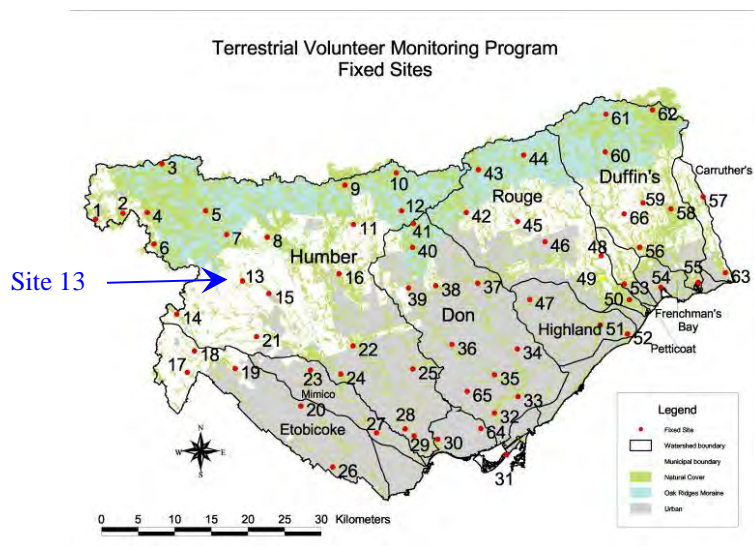 Terrestrial Volunteer Monitoring Program
Fixed Sites
61
62
3
60
44
43
Carruther's
9
10
Duffin's
Rouge
1
2
4
5
12
42
59
58
57
66
6
7
8
11
41
45
46
Humber
40
48
56
Site 13
13
15
16
39
38
37
49
53
54
55
63
50
47
Frenchman's
Bay
14
Don
Highland
51
52
Petticoat
21
22
36
34
17
18
19
23
24
25
35
Mimico
65
33
20
Etobicoke
27
28
29
30
32
64
26
31
N
W
E
S
Legend
Fixed Site
Watershed boundary
Municipal boundary
Natural Cover
Oak Ridges Moraine
Urban
0 5 10 15 20 25 30 Kilometers